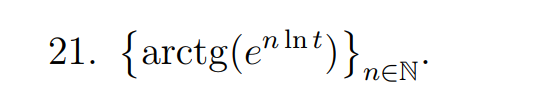 21. {arctg(e^{n ln t})}_{n∈ℕ}.